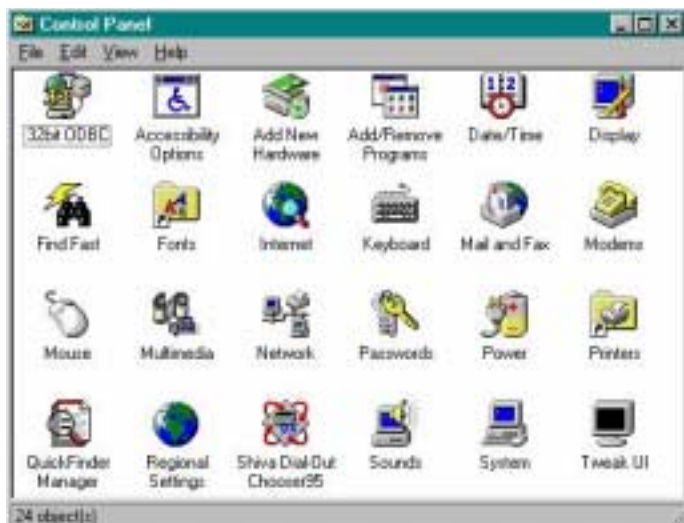 Control Panel
File Edit View Help
32bit ODBC
Accessibility
Options
Add New
Hardware
Add/Remove
Programs
Date/Time
Display
Find Fast
Fonts
Internet
Keyboard
Mail and Fax
Modems
Mouse
Multimedia
Network
Passwords
Power
Printers
QuickFinder
Manager
Regional
Settings
Shiva Dial-Out
Chooser95
Sounds
System
Tweak UI
24 object(s)